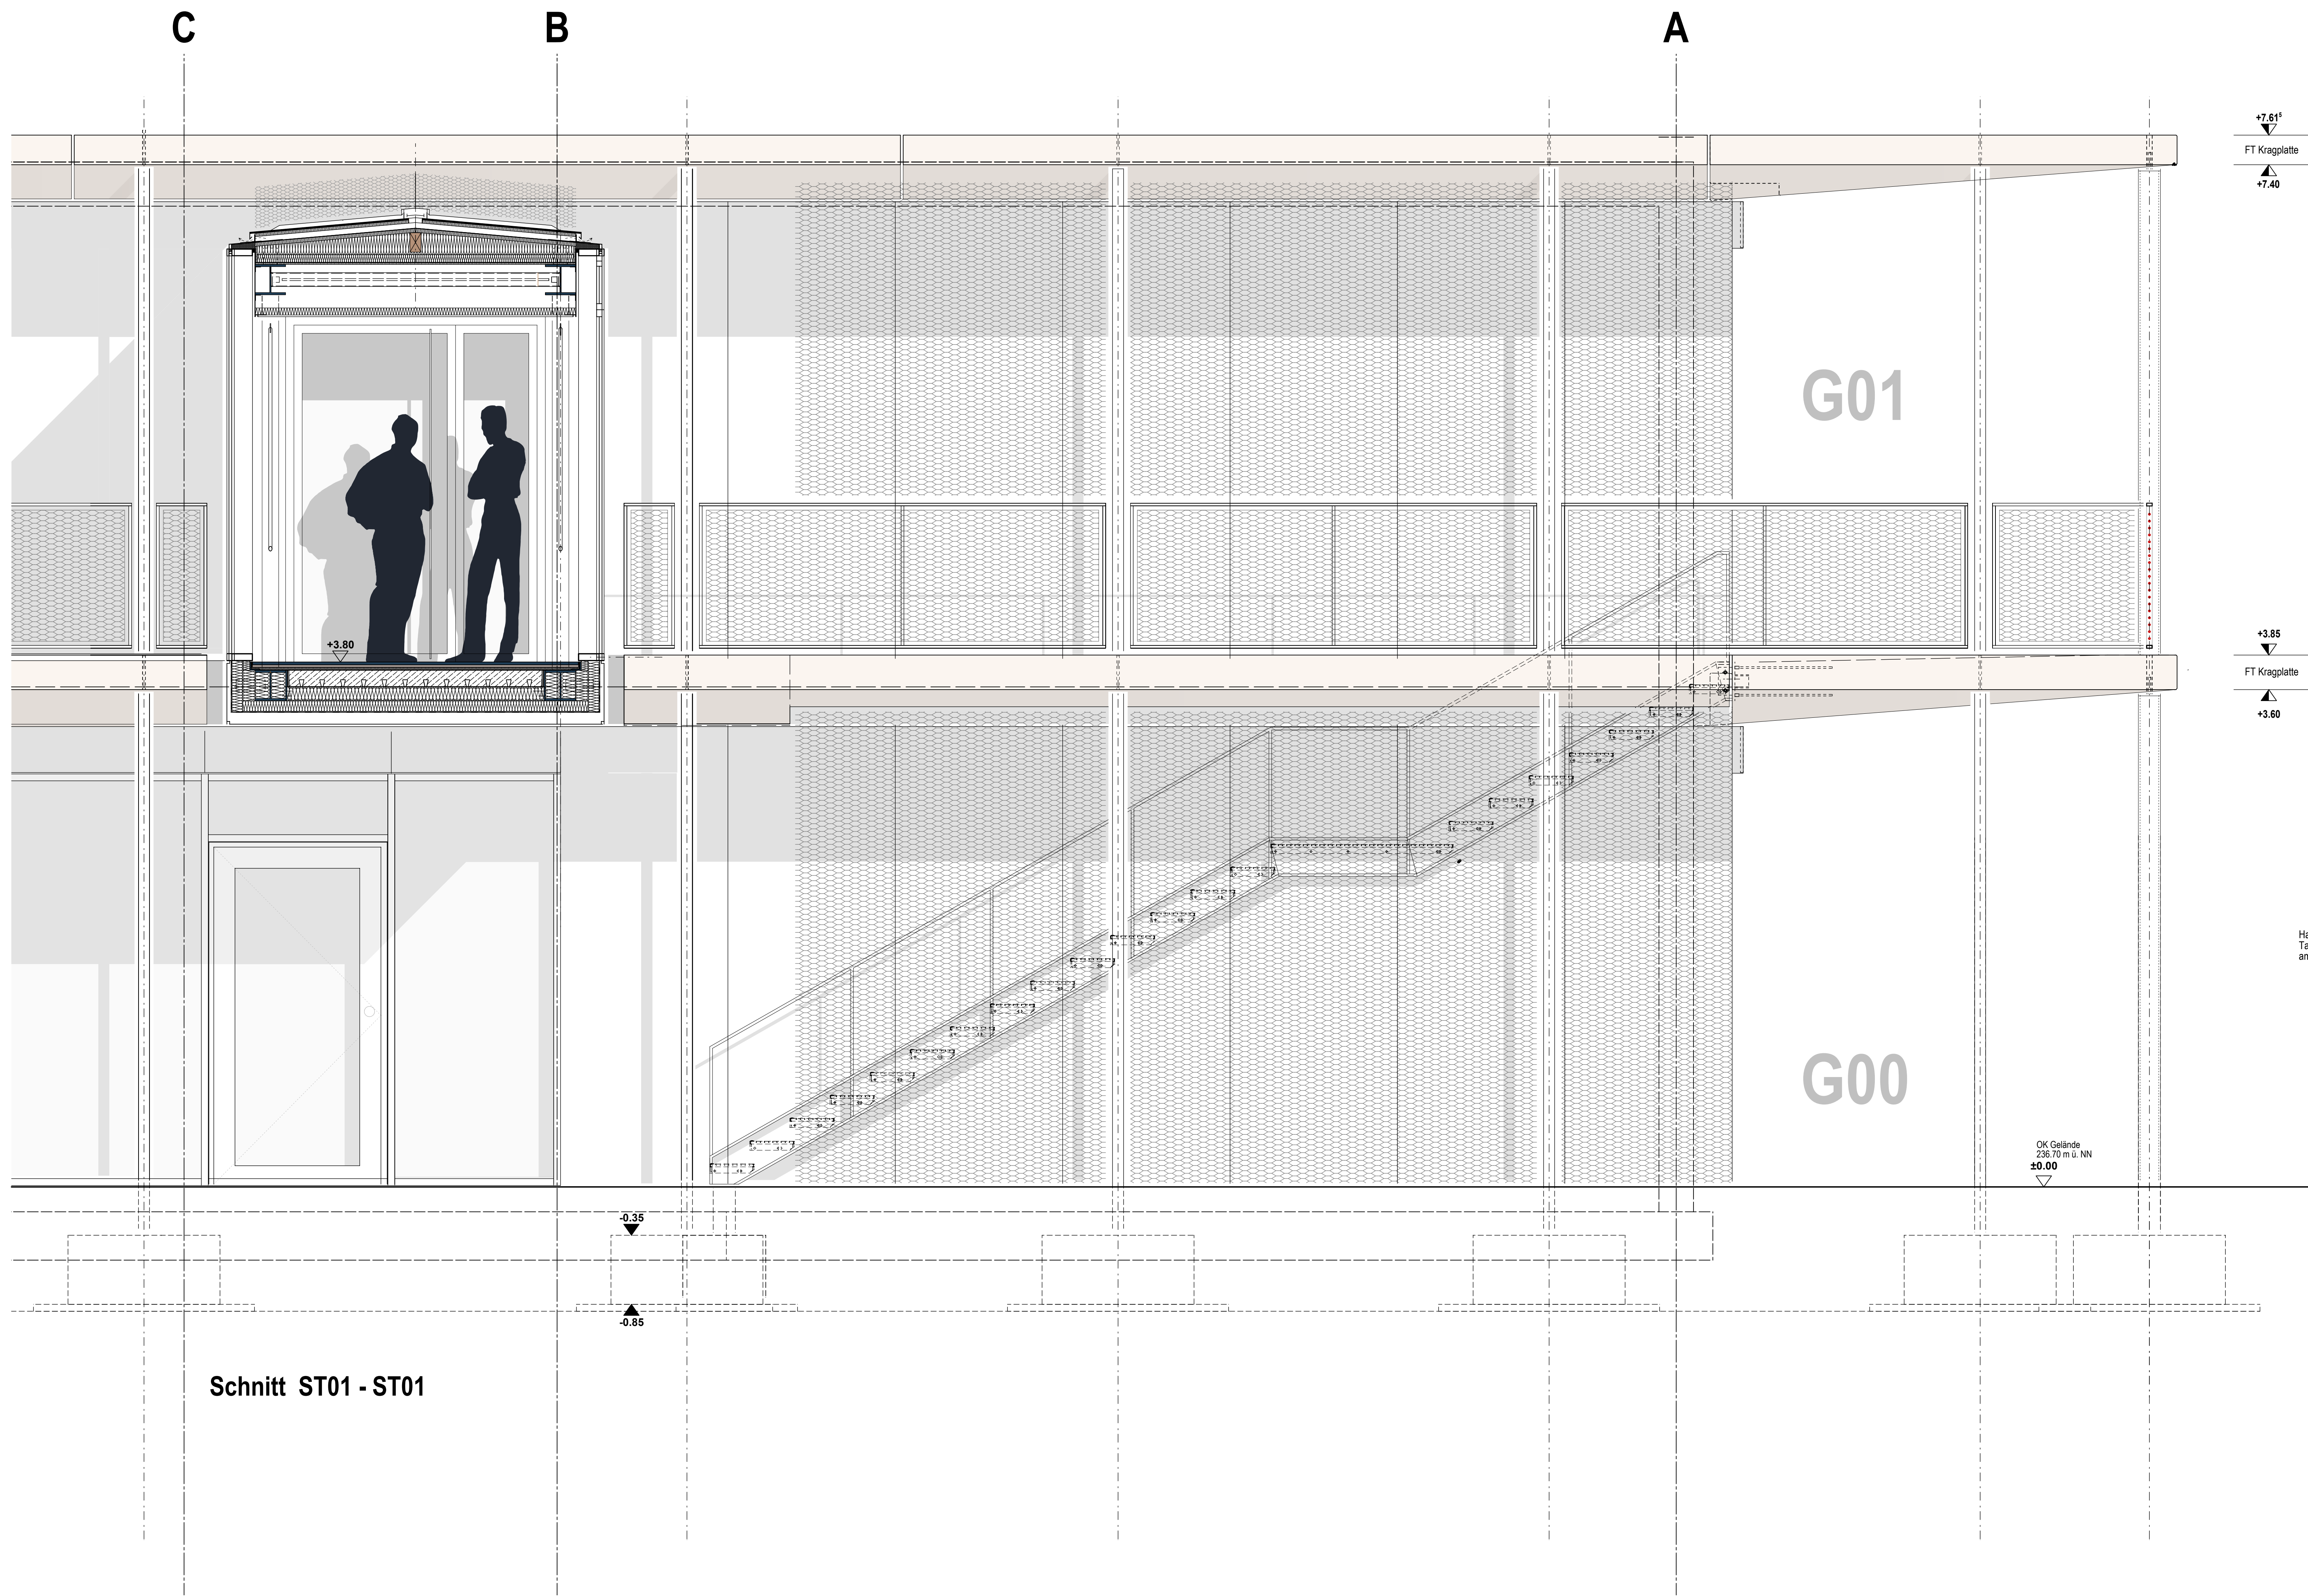 C
B
A
+7.61⁵
FT Kragplatte
+7.40
G01
+3.80
+3.85
FT Kragplatte
+3.60
G00
OK Gelände
236.70 m ü. NN
±0.00
-0.35
-0.85
Schnitt ST01 - ST01